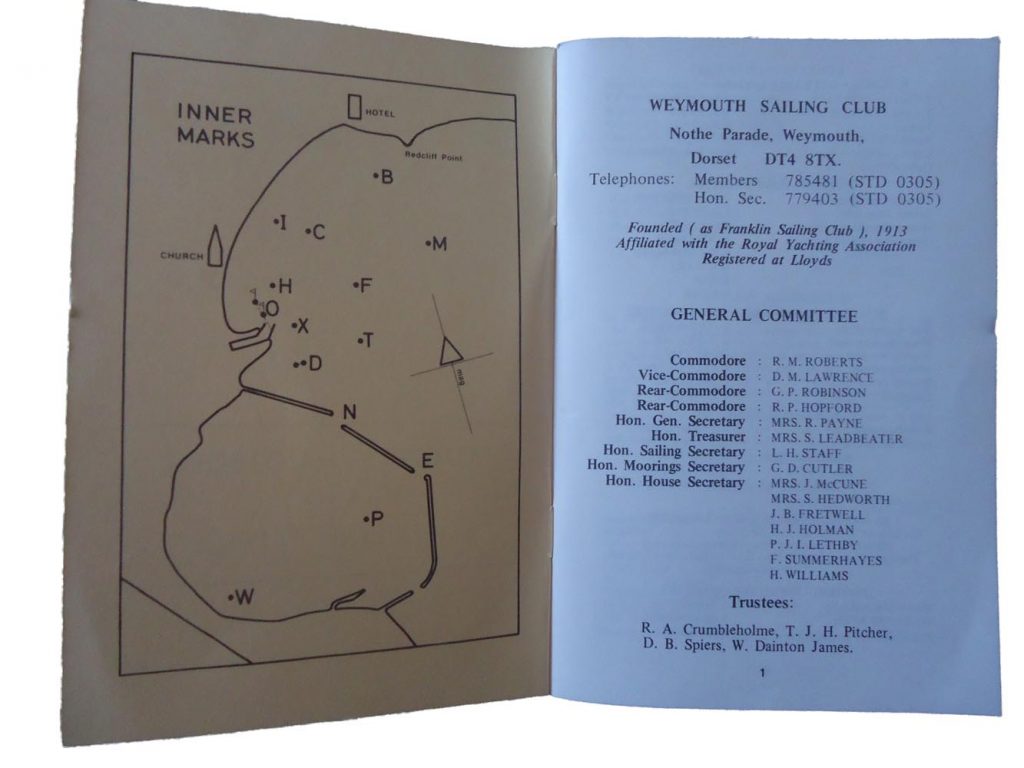 INNER
MARKS
HOTEL
Redcliff Point
B
I
C
M
CHURCH
H
F
O
X
T
D
mag
N
E
P
W
WEYMOUTH SAILING CLUB
Nothe Parade, Weymouth,
Dorset DT4 8TX.
Telephones: Members 785481 (STD 0305)
Hon. Sec. 779403 (STD 0305)
Founded ( as Franklin Sailing Club ), 1913
Affiliated with the Royal Yachting Association
Registered at Lloyds
GENERAL COMMITTEE
Commodore : R. M. ROBERTS
Vice-Commodore : D. M. LAWRENCE
Rear-Commodore : G. P. ROBINSON
Rear-Commodore : R. P. HOPFORD
Hon. Gen. Secretary : MRS. R. PAYNE
Hon. Treasurer : MRS. S. LEADBEATER
Hon. Sailing Secretary : L. H. STAFF
Hon. Moorings Secretary : G. D. CUTLER
Hon. House Secretary : MRS. J. McCUNE
MRS. S. HEDWORTH
J. B. FRETWELL
H. J. HOLMAN
P. J. I. LETHBY
F. SUMMERHAYES
H. WILLIAMS
Trustees:
R. A. Crumbleholme, T. J. H. Pitcher,
D. B. Spiers, W. Dainton James.
1